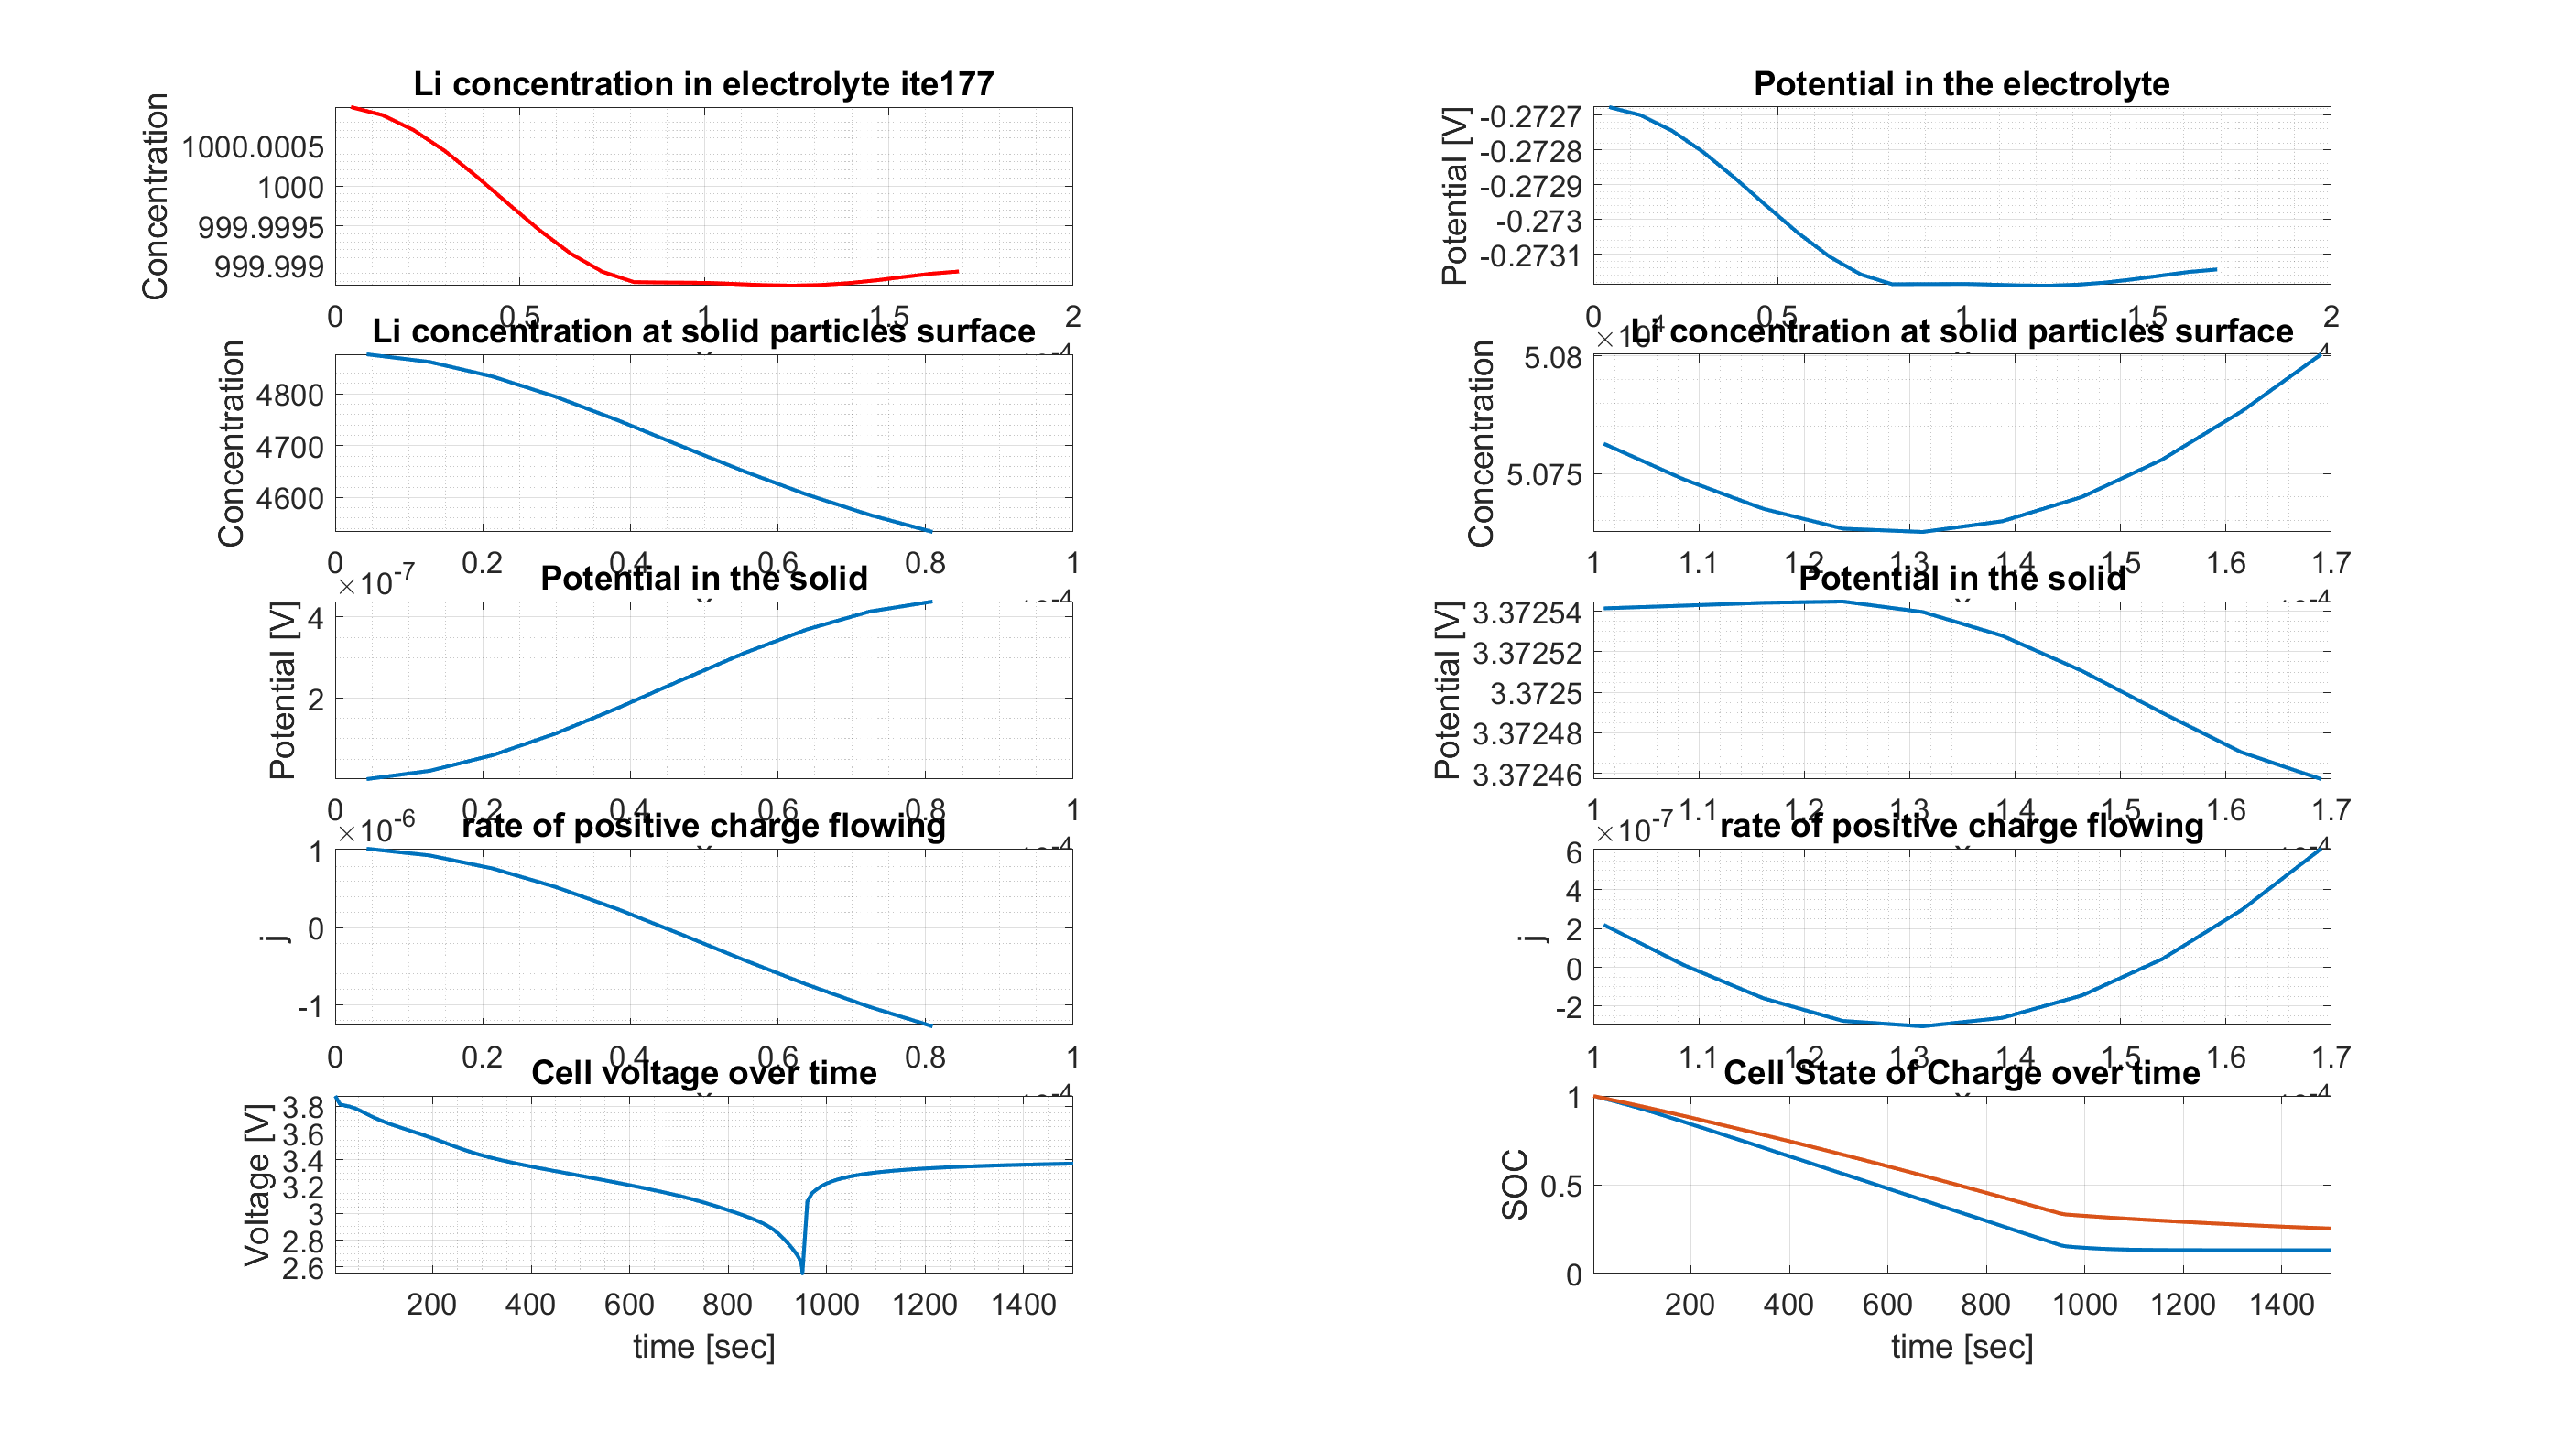 Li concentration in electrolyte ite177
Concentration
1000.0005
1000
999.9995
999.999
0 0.5 1 1.5 2
Potential in the electrolyte
Potential [V]
-0.2727
-0.2728
-0.2729
-0.273
-0.2731
0 0.5 1 1.5 2
Li concentration at solid particles surface
Concentration
4800
4700
4600
0 0.2 0.4 0.6 0.8 1
Li concentration at solid particles surface
×10⁴
Concentration
5.08
5.075
1 1.1 1.2 1.3 1.4 1.5 1.6 1.7
Potential in the solid
×10⁻⁷
Potential [V]
4
2
0 0.2 0.4 0.6 0.8 1
Potential in the solid
Potential [V]
3.37254
3.37252
3.3725
3.37248
3.37246
1 1.1 1.2 1.3 1.4 1.5 1.6 1.7
rate of positive charge flowing
×10⁻⁶
j
1
0
-1
0 0.2 0.4 0.6 0.8 1
rate of positive charge flowing
×10⁻⁷
j
6
4
2
0
-2
1 1.1 1.2 1.3 1.4 1.5 1.6 1.7
Cell voltage over time
Voltage [V]
3.8
3.6
3.4
3.2
3
2.8
2.6
200 400 600 800 1000 1200 1400
time [sec]
Cell State of Charge over time
SOC
1
0.5
0
200 400 600 800 1000 1200 1400
time [sec]